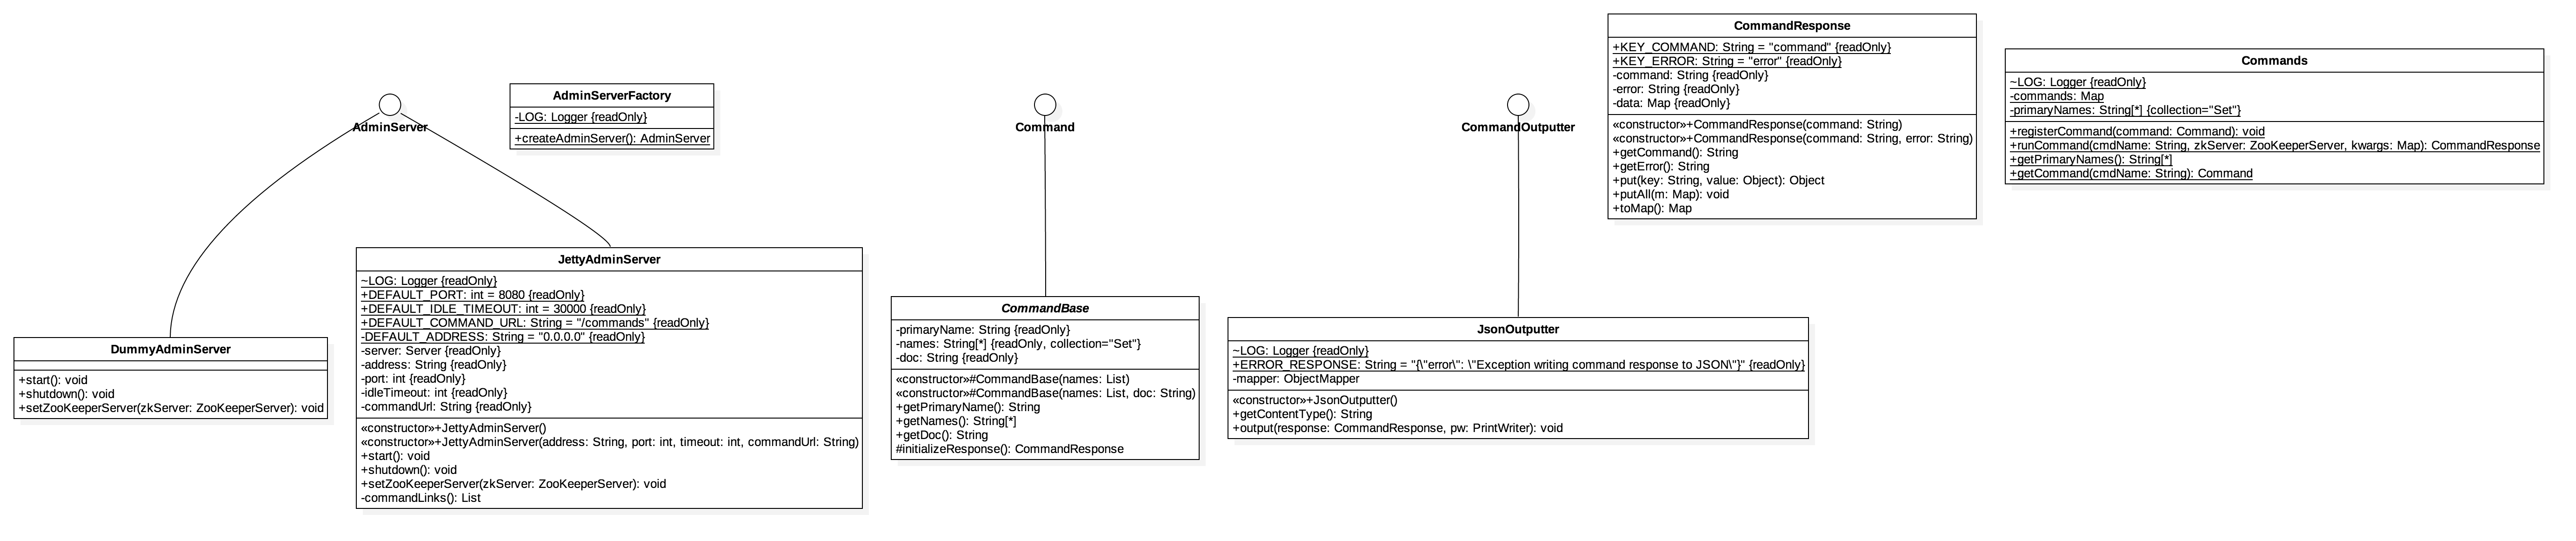 AdminServer
AdminServerFactory
-LOG: Logger {readOnly}
+createAdminServer(): AdminServer
Command
CommandOutputter
CommandResponse
+KEY_COMMAND: String = "command" {readOnly}
+KEY_ERROR: String = "error" {readOnly}
-command: String {readOnly}
-error: String {readOnly}
-data: Map {readOnly}
«constructor»+CommandResponse(command: String)
«constructor»+CommandResponse(command: String, error: String)
+getCommand(): String
+getError(): String
+put(key: String, value: Object): Object
+putAll(m: Map): void
+toMap(): Map
Commands
~LOG: Logger {readOnly}
-commands: Map
-primaryNames: String[*] {collection="Set"}
+registerCommand(command: Command): void
+runCommand(cmdName: String, zkServer: ZooKeeperServer, kwargs: Map): CommandResponse
+getPrimaryNames(): String[*]
+getCommand(cmdName: String): Command
DummyAdminServer
+start(): void
+shutdown(): void
+setZooKeeperServer(zkServer: ZooKeeperServer): void
JettyAdminServer
~LOG: Logger {readOnly}
+DEFAULT_PORT: int = 8080 {readOnly}
+DEFAULT_IDLE_TIMEOUT: int = 30000 {readOnly}
+DEFAULT_COMMAND_URL: String = "/commands" {readOnly}
-DEFAULT_ADDRESS: String = "0.0.0.0" {readOnly}
-server: Server {readOnly}
-address: String {readOnly}
-port: int {readOnly}
-idleTimeout: int {readOnly}
-commandUrl: String {readOnly}
«constructor»+JettyAdminServer()
«constructor»+JettyAdminServer(address: String, port: int, timeout: int, commandUrl: String)
+start(): void
+shutdown(): void
+setZooKeeperServer(zkServer: ZooKeeperServer): void
-commandLinks(): List
CommandBase
-primaryName: String {readOnly}
-names: String[*] {readOnly, collection="Set"}
-doc: String {readOnly}
«constructor»#CommandBase(names: List)
«constructor»#CommandBase(names: List, doc: String)
+getPrimaryName(): String
+getNames(): String[*]
+getDoc(): String
#initializeResponse(): CommandResponse
JsonOutputter
~LOG: Logger {readOnly}
+ERROR_RESPONSE: String = "{\"error\": \"Exception writing command response to JSON\"}" {readOnly}
-mapper: ObjectMapper
«constructor»+JsonOutputter()
+getContentType(): String
+output(response: CommandResponse, pw: PrintWriter): void